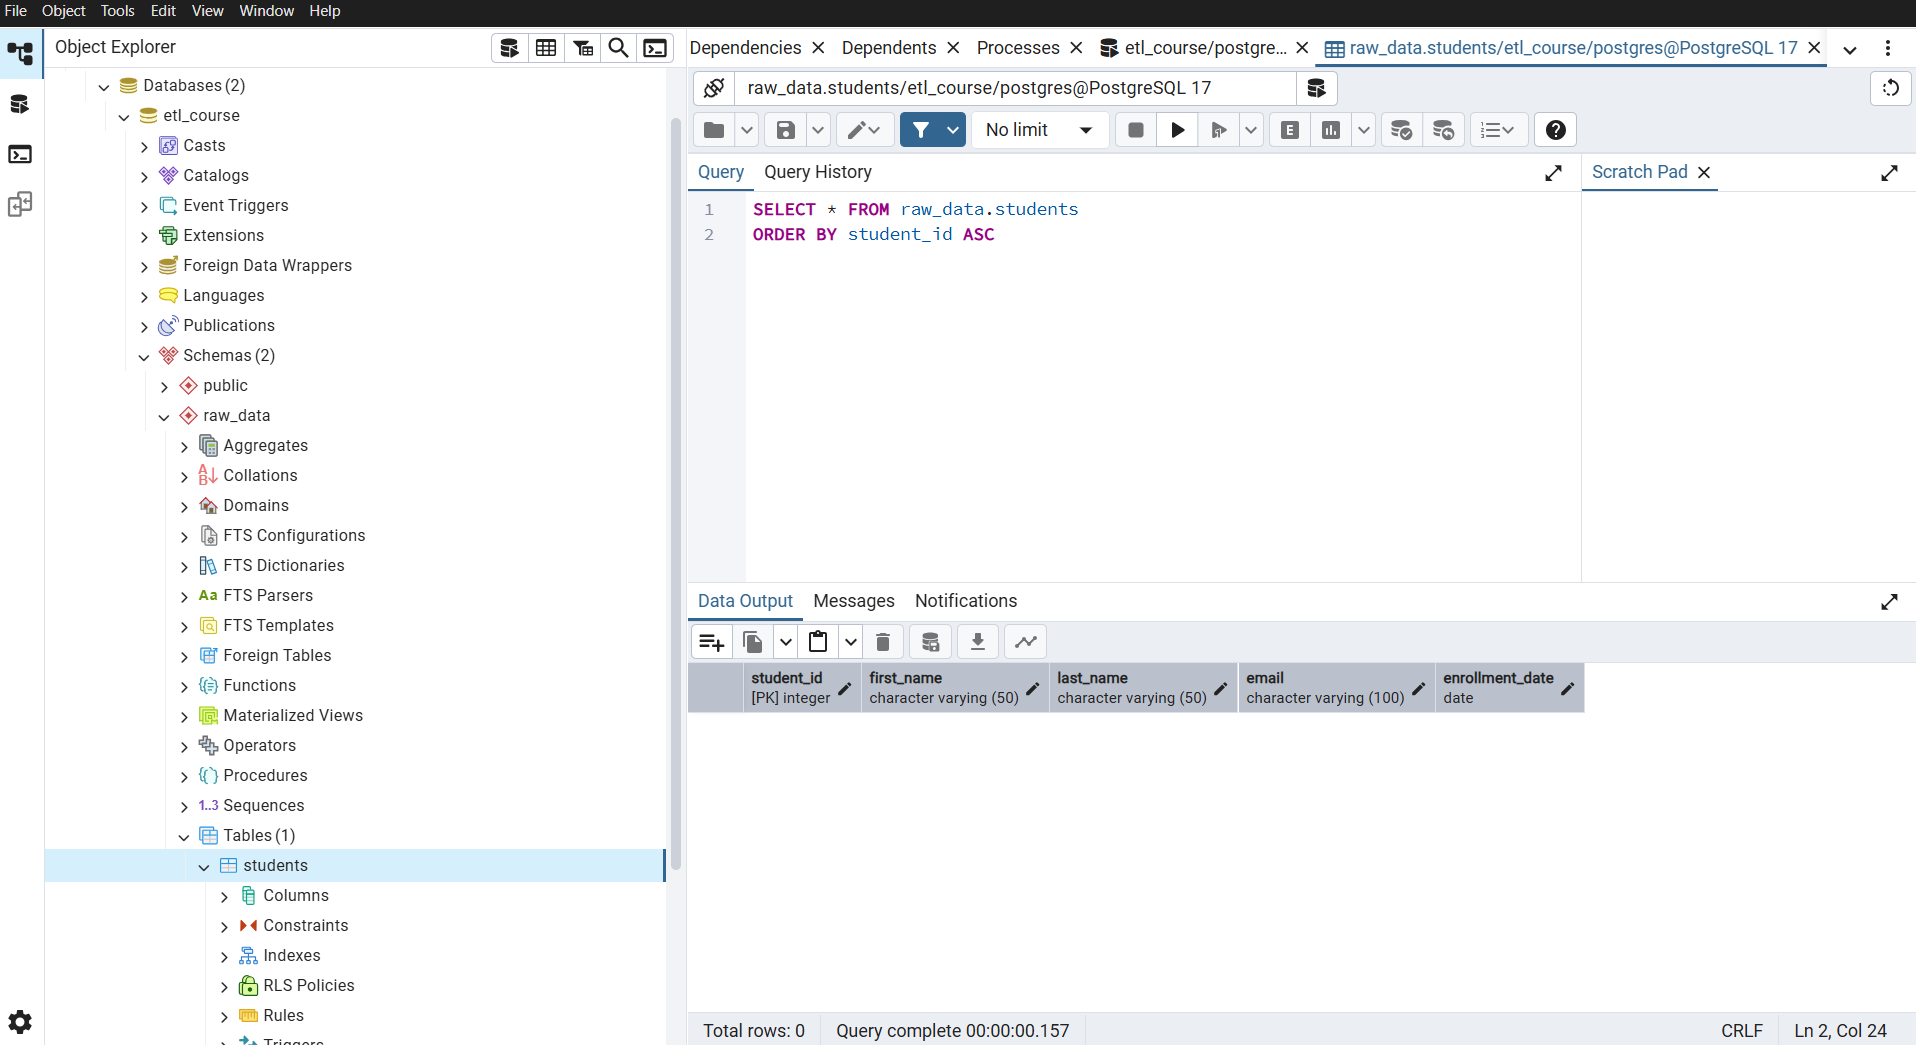 File Object Tools Edit View Window Help
Object Explorer
Databases (2)
etl_course
Casts
Catalogs
Event Triggers
Extensions
Foreign Data Wrappers
Languages
Publications
Schemas (2)
public
raw_data
Aggregates
Collations
Domains
FTS Configurations
FTS Dictionaries
Aa FTS Parsers
FTS Templates
Foreign Tables
Functions
Materialized Views
Operators
Procedures
1..3 Sequences
Tables (1)
students
Columns
Constraints
Indexes
RLS Policies
Rules
Triggers
Dependencies Dependents Processes etl_course/postgre... raw_data.students/etl_course/postgres@PostgreSQL 17
raw_data.students/etl_course/postgres@PostgreSQL 17
No limit E
Query Query History
1 SELECT * FROM raw_data.students
2 ORDER BY student_id ASC
Scratch Pad
Data Output Messages Notifications
student_id first_name last_name email enrollment_date
[PK] integer character varying (50) character varying (50) character varying (100) date
Total rows: 0 Query complete 00:00:00.157 CRLF Ln 2, Col 24